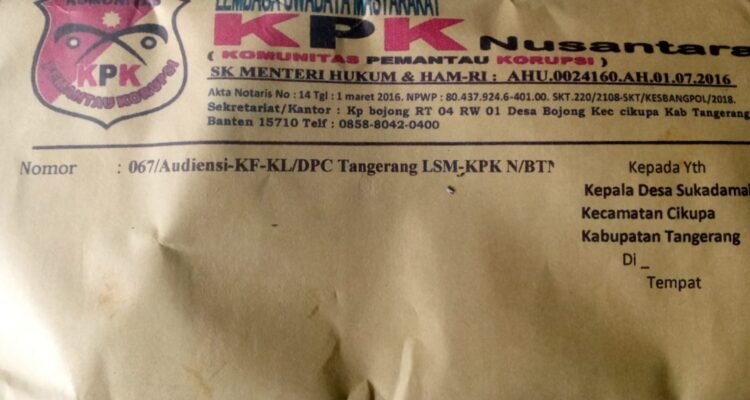 LEMBAGA SWADAYA MASYARAKAT
KPK Nusantara
( KOMUNITAS PEMANTAU KORUPSI )
SK MENTERI HUKUM & HAM-RI : AHU.0024160.AH.01.07.2016
Akta Notaris No : 14 Tgl : 1 maret 2016. NPWP : 80.437.924.6-401.00. SKT.220/2108-SKT/KESBANGPOL/2018.
Sekretariat/Kantor : Kp bojong RT 04 RW 01 Desa Bojong Kec cikupa Kab Tangerang
Banten 15710 Telf : 0858-8042-0400
KOMUNITAS
KPK
PEMANTAU KORUPSI
Nomor : 067/Audiensi-KF-KL/DPC Tangerang LSM-KPK N/BTN
Kepada Yth
Kepala Desa Sukadamai
Kecamatan Cikupa
Kabupatan Tangerang
Di _
Tempat